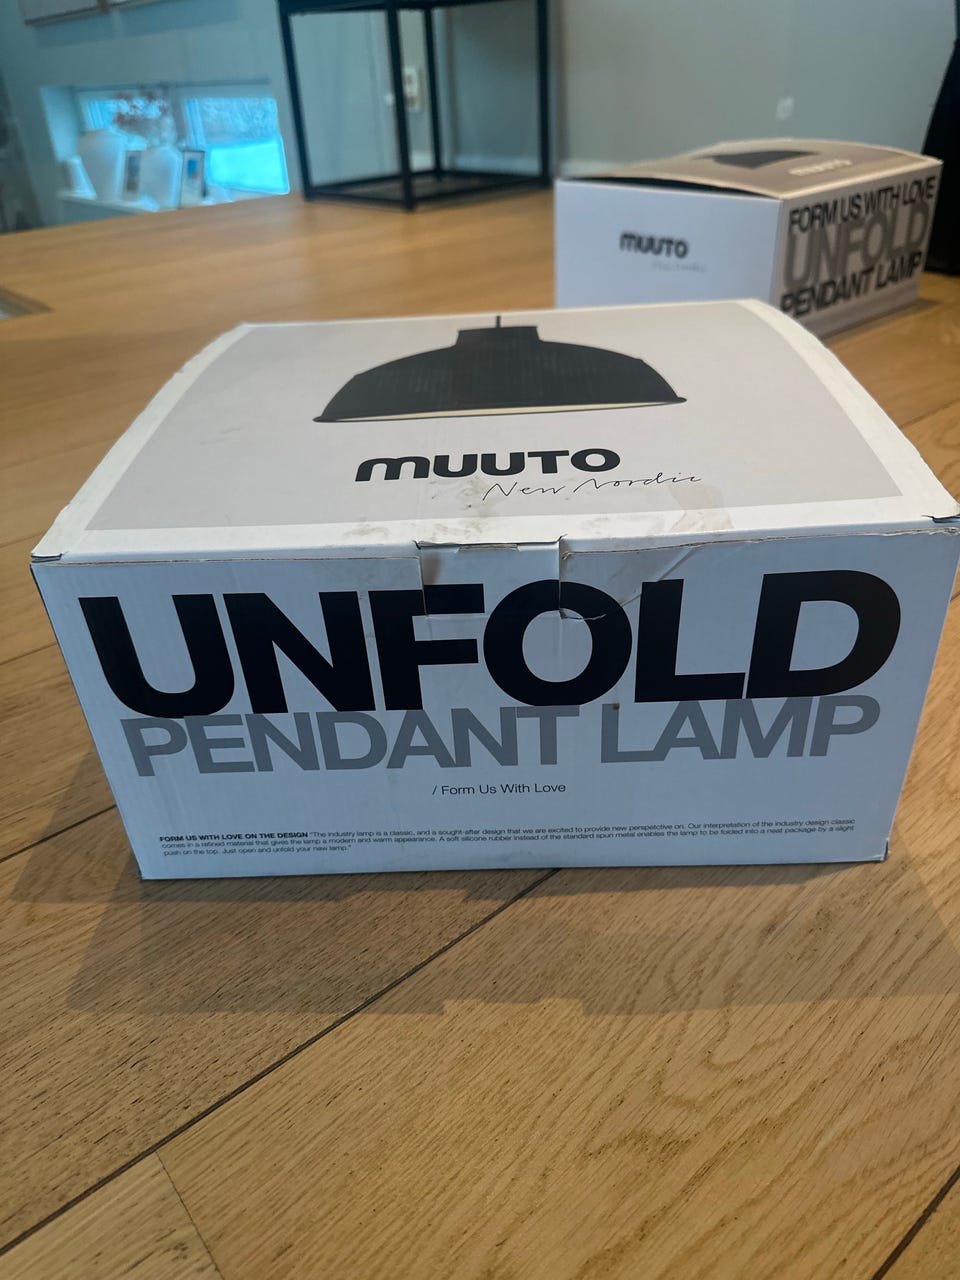 muuto
FORM US WITH LOVE
UNFOLD
PENDANT LAMP
muuto
muuto
New Nordic
UNFOLD
PENDANT LAMP
/ Form Us With Love
FORM US WITH LOVE ON THE DESIGN "The industry lamp is a classic, and a sought-after design that we are excited to provide new perspetctive on. Our interpretation of the industry design classic
comes in a refined material that gives the lamp a modern and warm appearance. A soft silicone rubber instead of the standard spun metal enables the lamp to be folded into a neat package by a slight
push on the top. Just open and unfold your new lamp."